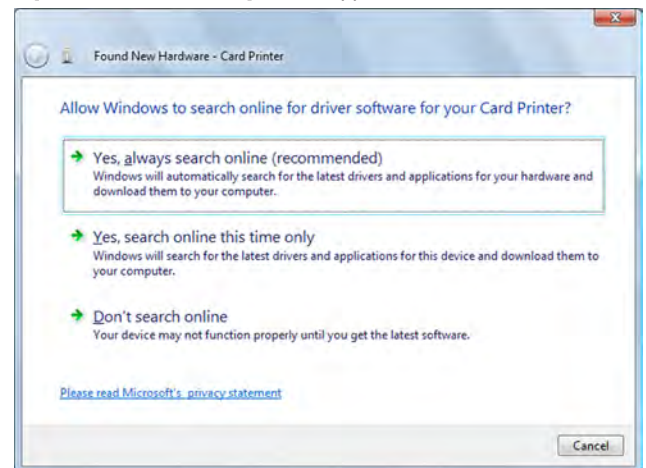 Found New Hardware - Card Printer
Allow Windows to search online for driver software for your Card Printer?
Yes, always search online (recommended)
Windows will automatically search for the latest drivers and applications for your hardware and
download them to your computer.
Yes, search online this time only
Windows will search for the latest drivers and applications for this device and download them to
your computer.
Don't search online
Your device may not function properly until you get the latest software.
Please read Microsoft's privacy statement
Cancel